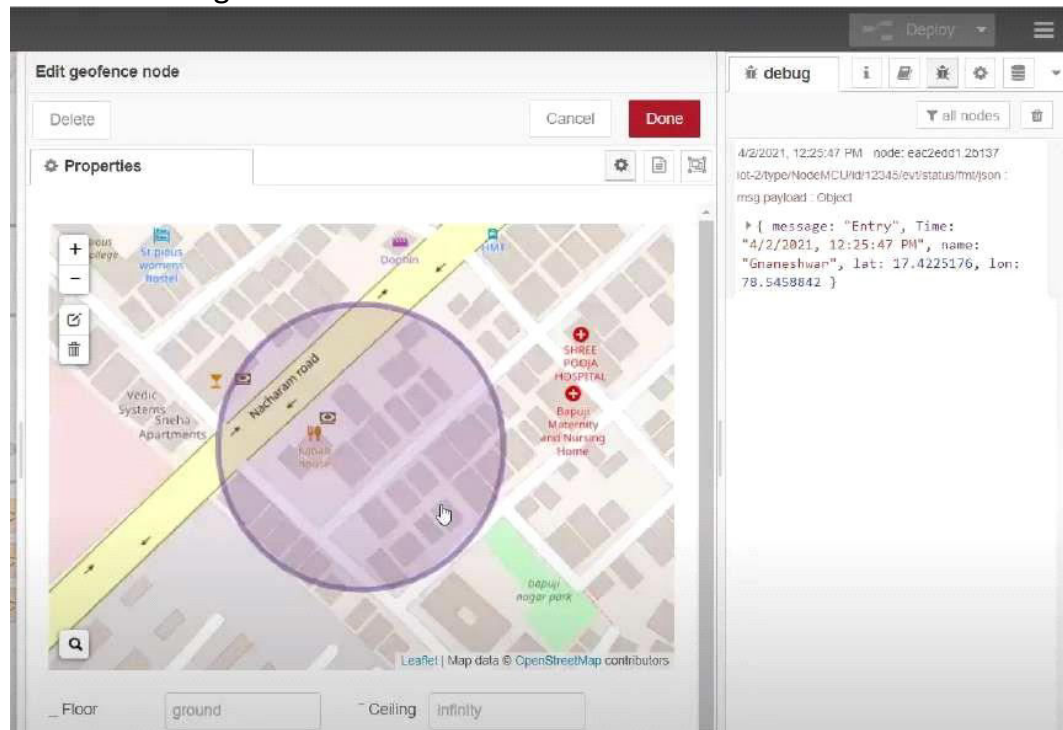 Deploy
Edit geofence node
Delete
Cancel
Done
Properties
+
−
St pious
womens
Hostel
Dolphin
HMT
Nacharam road
Vedic
Systems
Sneha
Apartments
Kabab
House
SHREE
POOJA
HOSPITAL
Bapuji
Maternity
and Nursing
Home
bapuji
nagar park
Leaflet | Map data © OpenStreetMap contributors
Floor
ground
Ceiling
infinity
debug
i
all nodes
4/2/2021, 12:25:47 PM node: eac2edd1.2b137
iot-2/type/NodeMCU/id/12345/evt/status/fmt/json :
msg.payload : Object
{ message: "Entry", Time:
"4/2/2021, 12:25:47 PM", name:
"Gnaneshwar", lat: 17.4225176, lon:
78.5458842 }